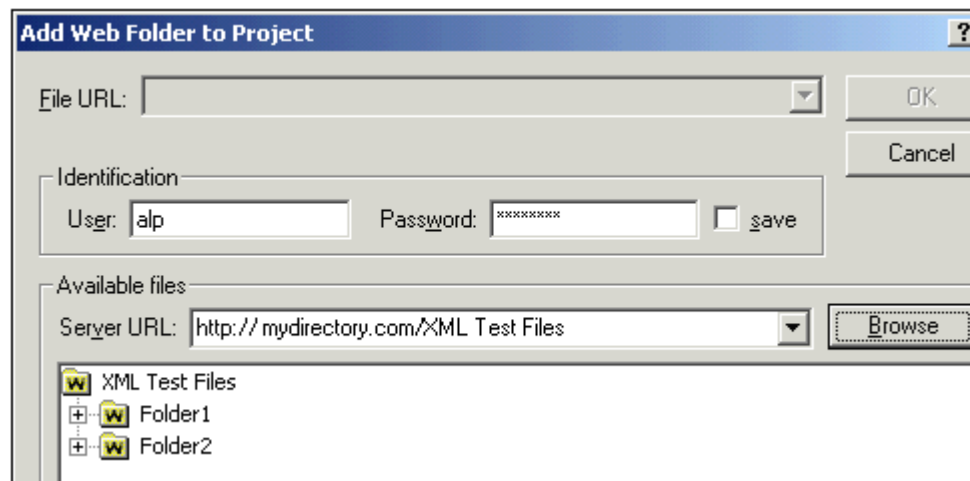 Add Web Folder to Project ?
File URL: OK
Cancel
Identification
User: alp Password: ******** save
Available files
Server URL: http:// mydirectory.com/XML Test Files Browse
XML Test Files
Folder1
Folder2